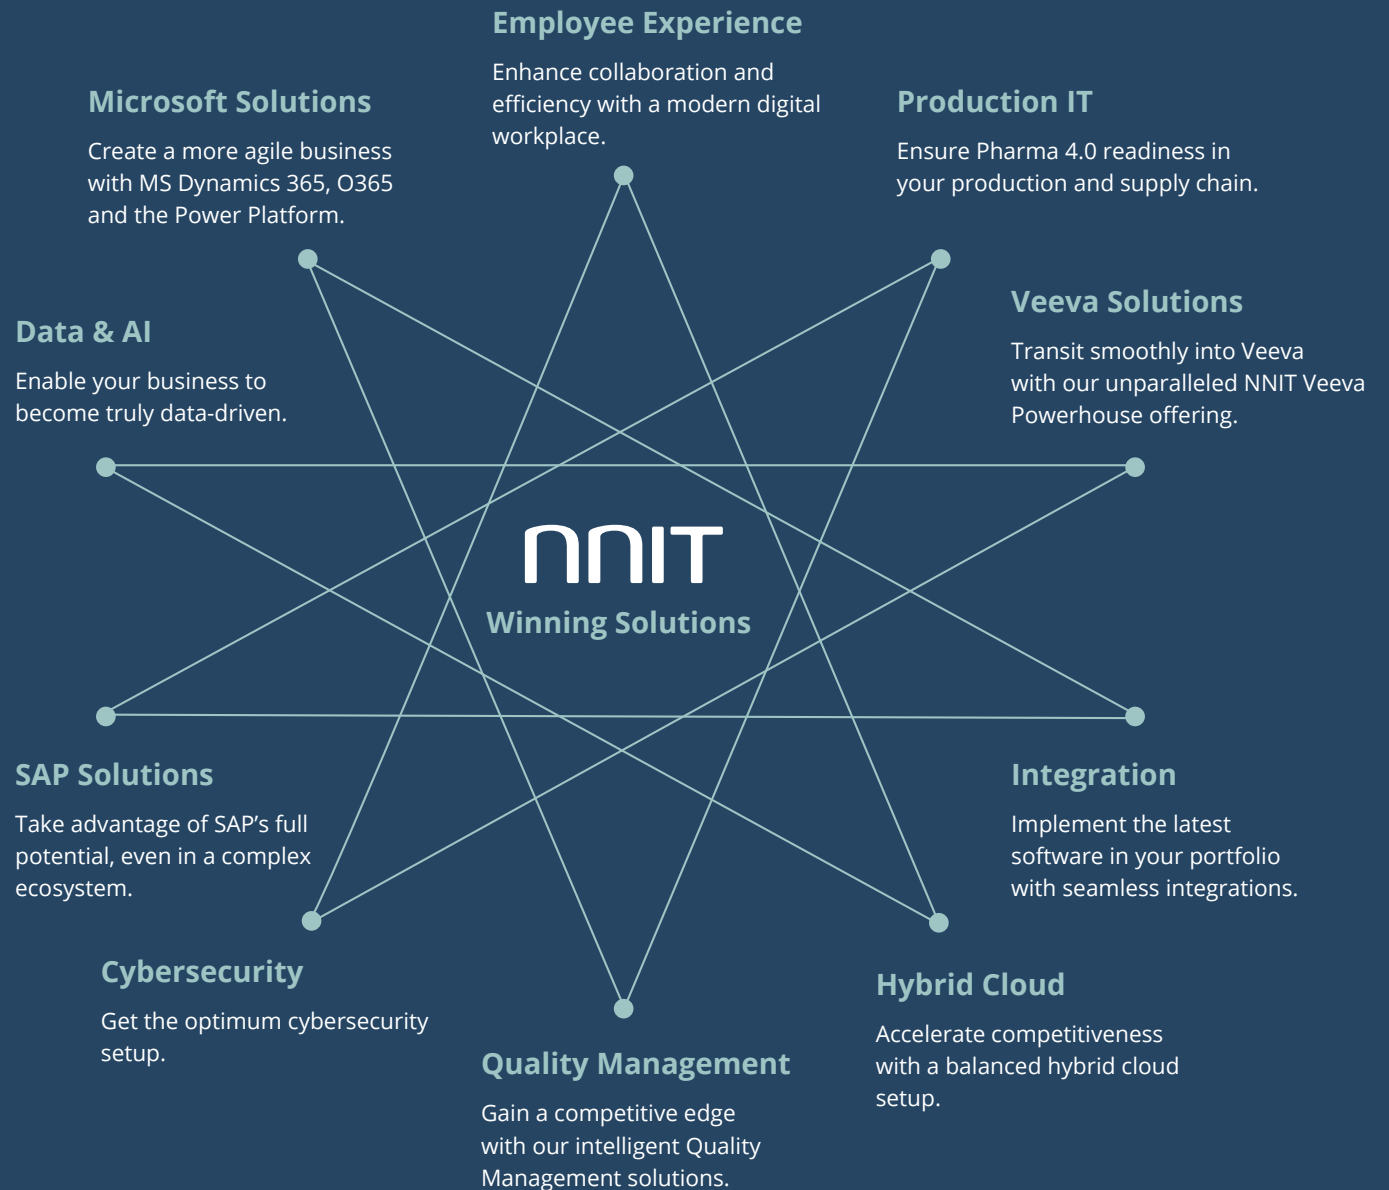 Employee Experience
Enhance collaboration and
efficiency with a modern digital
workplace.
Microsoft Solutions
Create a more agile business
with MS Dynamics 365, O365
and the Power Platform.
Production IT
Ensure Pharma 4.0 readiness in
your production and supply chain.
Data & AI
Enable your business to
become truly data-driven.
Veeva Solutions
Transit smoothly into Veeva
with our unparalleled NNIT Veeva
Powerhouse offering.
nnIT
Winning Solutions
SAP Solutions
Take advantage of SAP’s full
potential, even in a complex
ecosystem.
Integration
Implement the latest
software in your portfolio
with seamless integrations.
Cybersecurity
Get the optimum cybersecurity
setup.
Hybrid Cloud
Accelerate competitiveness
with a balanced hybrid cloud
setup.
Quality Management
Gain a competitive edge
with our intelligent Quality
Management solutions.